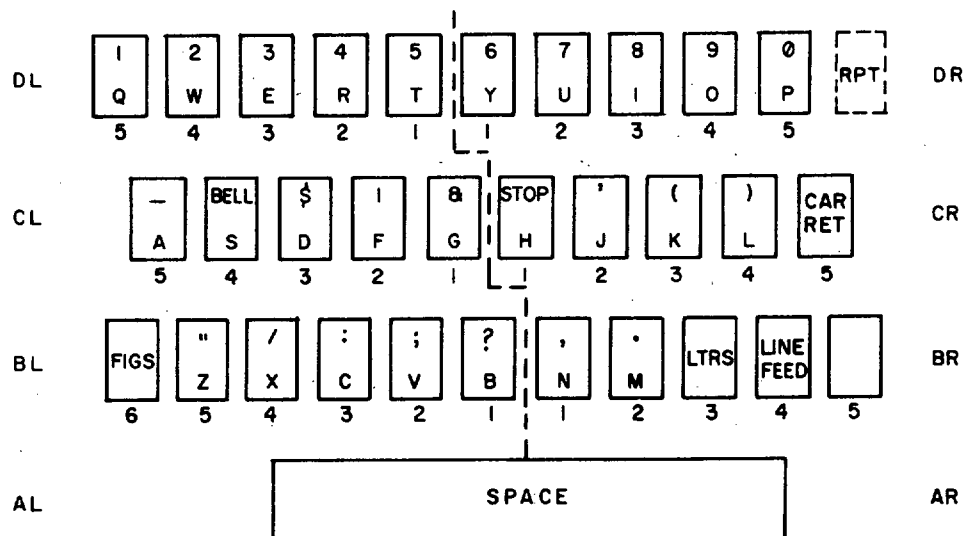 1 2 3 4 5 6 7 8 9 0
DL Q W E R T Y U I O P RPT DR
5 4 3 2 1 1 2 3 4 5
— BELL $ ! & STOP ' ( ) CAR
CL A S D F G H J K L RET CR
5 4 3 2 1 1 2 3 4 5
" / : ; ? , . LINE
BL FIGS Z X C V B N M LTRS FEED BR
6 5 4 3 2 1 1 2 3 4 5
AL SPACE AR